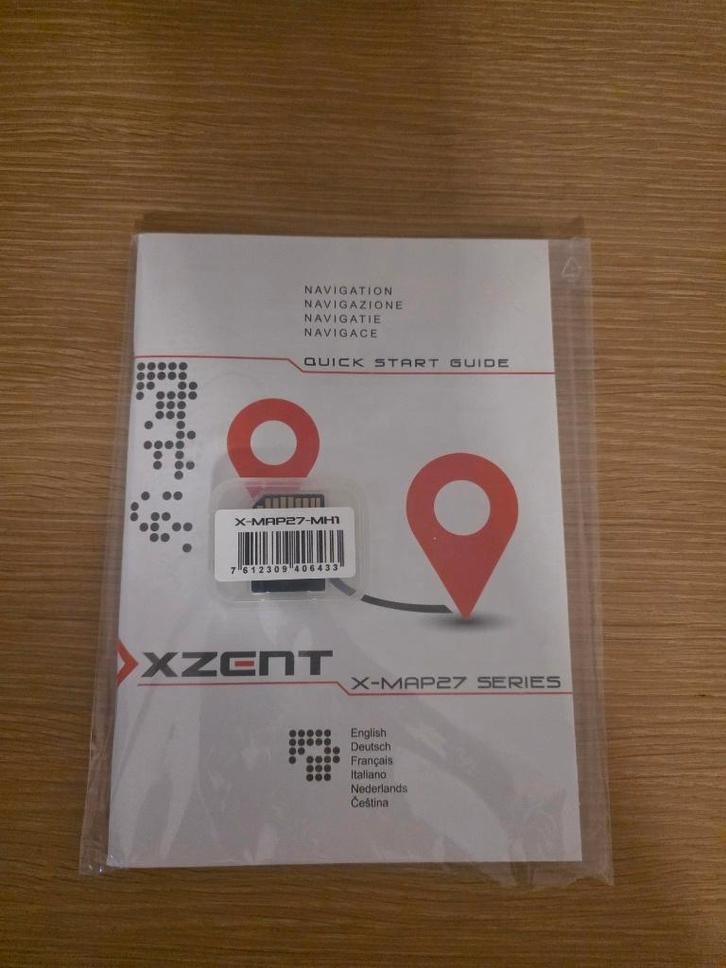 NAVIGATION
NAVIGAZIONE
NAVIGATIE
NAVIGACE
QUICK START GUIDE
X-MAP27-MH1
7 612309 406433
XZENT
X-MAP27 SERIES
English
Deutsch
Français
Italiano
Nederlands
Čeština